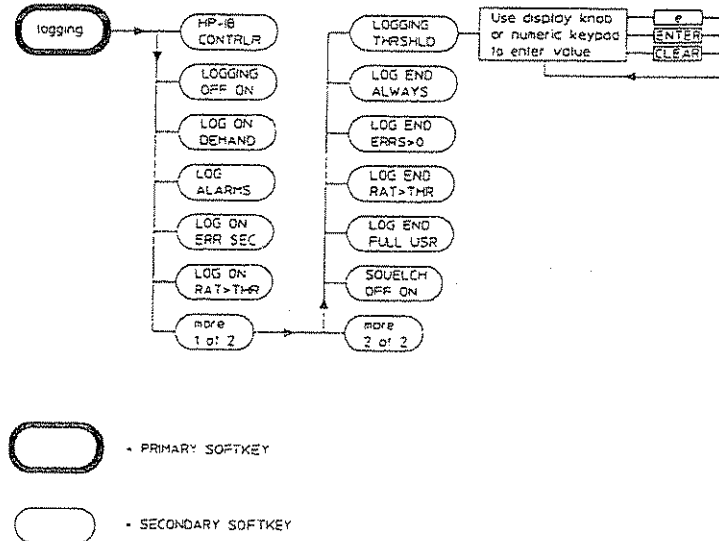 logging
HP-IB
CONTRLR
LOGGING
OFF ON
LOG ON
DEMAND
LOG
ALARMS
LOG ON
ERR SEC
LOG ON
RAT>THR
more
1 of 2
LOGGING
THRSHLD
LOG END
ALWAYS
LOG END
ERRS>0
LOG END
RAT>THR
LOG END
FULL USR
SQUELCH
OFF ON
more
2 of 2
Use display knob
or numeric keypad
to enter value
e
ENTER
CLEAR
- PRIMARY SOFTKEY
- SECONDARY SOFTKEY